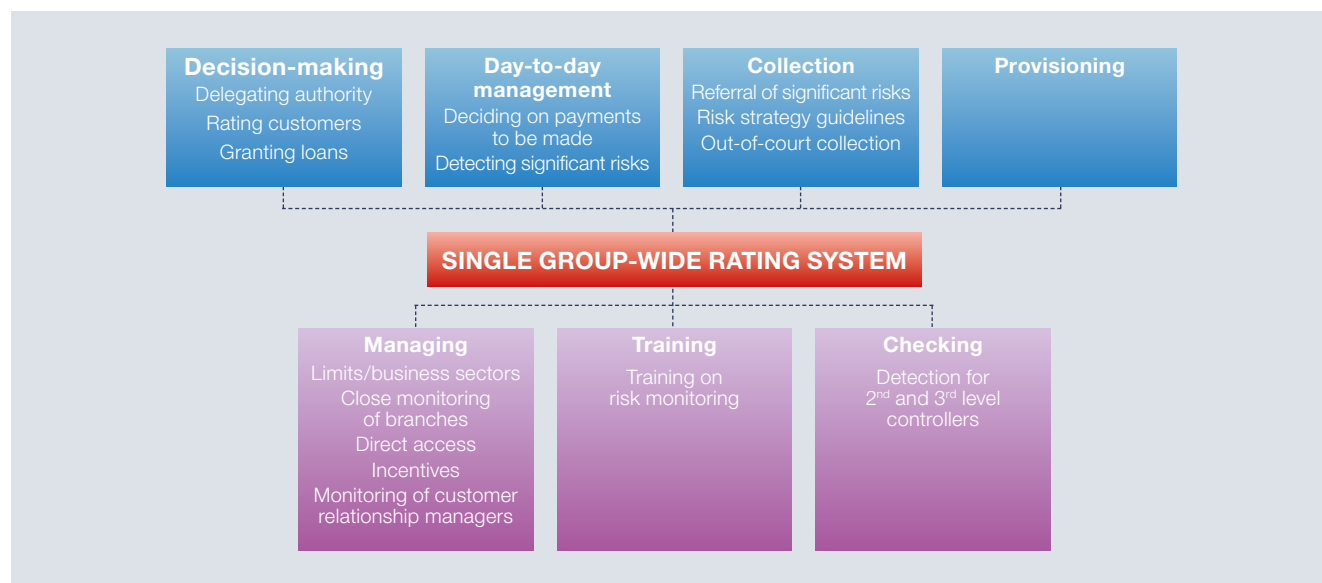 Decision-making
Delegating authority
Rating customers
Granting loans
Day-to-day
management
Deciding on payments
to be made
Detecting significant risks
Collection
Referral of significant risks
Risk strategy guidelines
Out-of-court collection
Provisioning
SINGLE GROUP-WIDE RATING SYSTEM
Managing
Limits/business sectors
Close monitoring
of branches
Direct access
Incentives
Monitoring of customer
relationship managers
Training
Training on
risk monitoring
Checking
Detection for
2nd and 3rd level
controllers